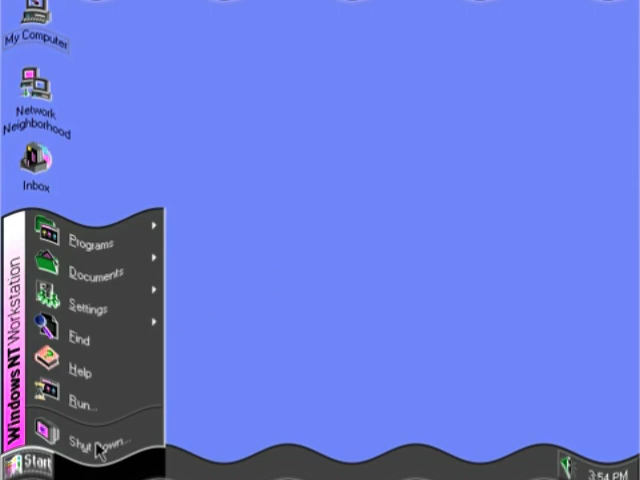 My Computer
Network
Neighborhood
Inbox
Windows NT Workstation
Programs
Documents
Settings
Find
Help
Run...
Shut Down...
Start
3:54 PM